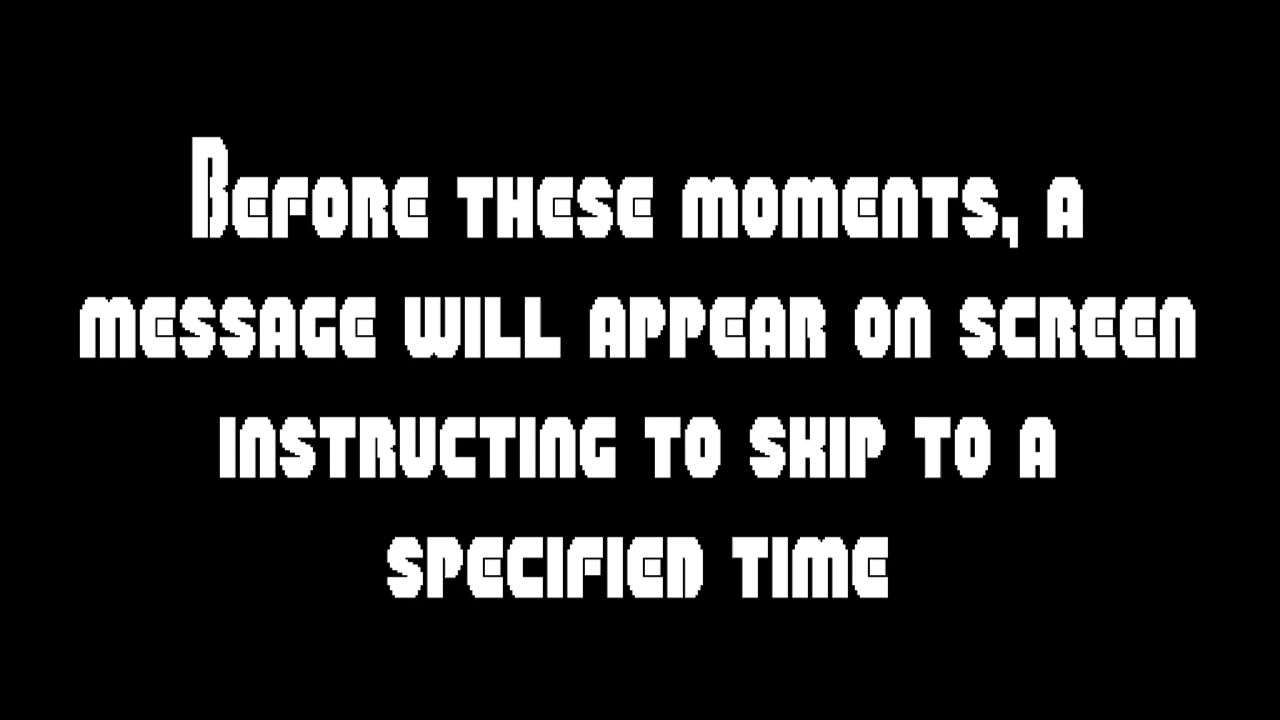 Before these moments, a
message will appear on screen
instructing to skip to a
specified time